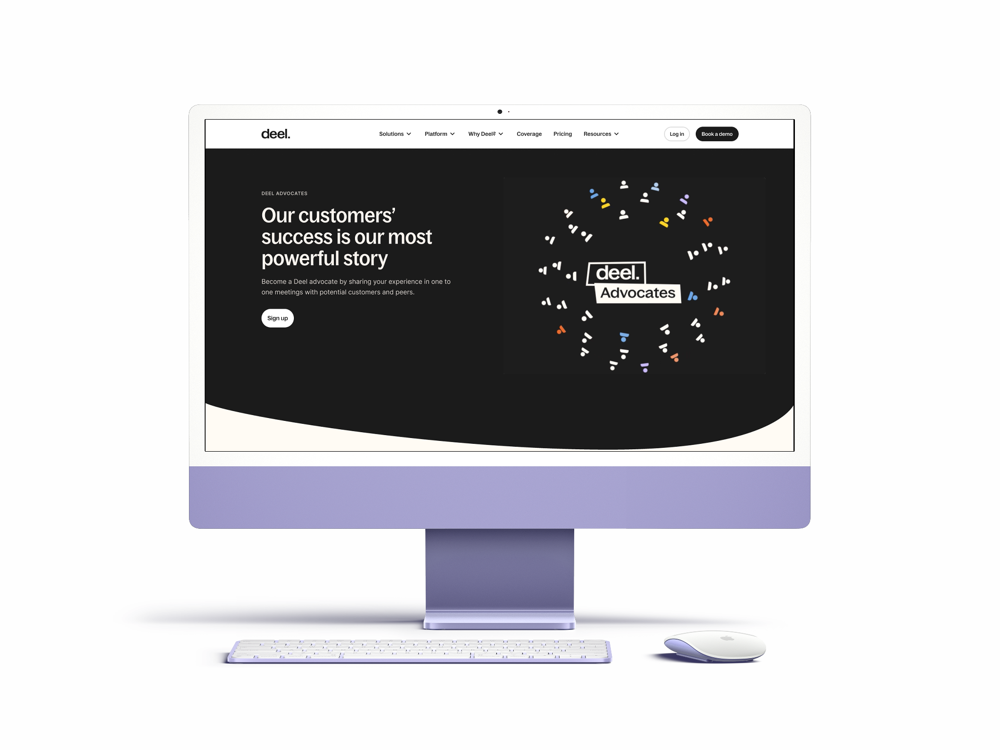 deel.
Solutions Platform Why Deel? Coverage Pricing Resources Log in Book a demo
DEEL ADVOCATES
Our customers’
success is our most
powerful story
Become a Deel advocate by sharing your experience in one to
one meetings with potential customers and peers.
Sign up
deel.
Advocates